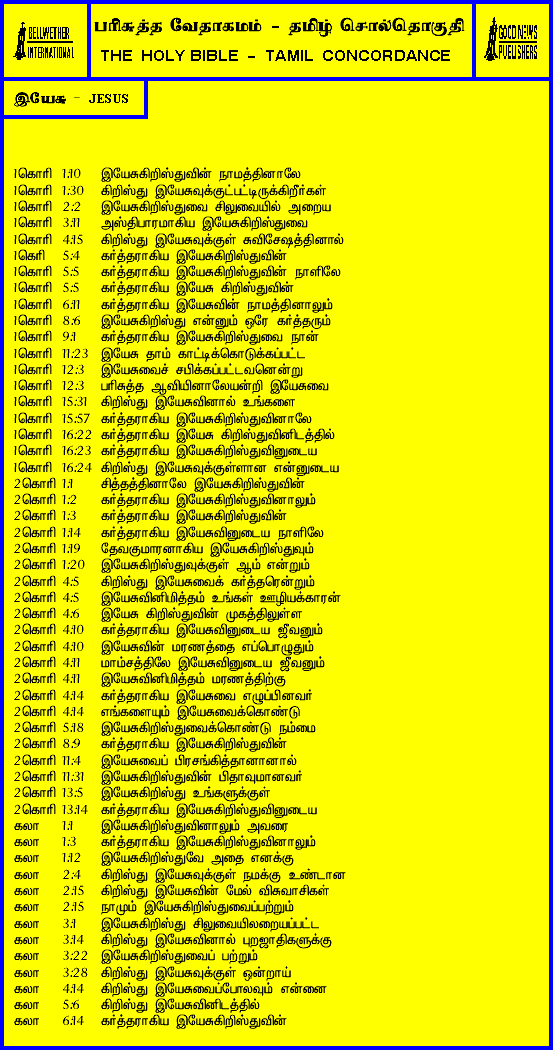 BELLWETHER
INTERNATIONAL
பரிசுத்த வேதாகமம் - தமிழ் சொல்தொகுதி
THE HOLY BIBLE - TAMIL CONCORDANCE
GOOD NEWS
PUBLISHERS
இயேசு - JESUS
1கொரி 1:10 இயேசுகிறிஸ்துவின் நாமத்தினாலே
1கொரி 1:30 கிறிஸ்து இயேசுவுக்குட்பட்டிருக்கிறீர்கள்
1கொரி 2:2 இயேசுகிறிஸ்துவை சிலுவையில் அறைய
1கொரி 3:11 அஸ்திபாரமாகிய இயேசுகிறிஸ்துவை
1கொரி 4:15 கிறிஸ்து இயேசுவுக்குள் சுவிசேஷத்தினால்
1கெரி 5:4 கர்த்தராகிய இயேசுகிறிஸ்துவின்
1கொரி 5:5 கர்த்தராகிய இயேசுகிறிஸ்துவின் நாளிலே
1கொரி 5:5 கர்த்தராகிய இயேசு கிறிஸ்துவின்
1கொரி 6:11 கர்த்தராகிய இயேசுவின் நாமத்தினாலும்
1கொரி 8:6 இயேசுகிறிஸ்து என்னும் ஒரே கர்த்தரும்
1கொரி 9:1 கர்த்தராகிய இயேசுகிறிஸ்துவை நான்
1கொரி 11:23 இயேசு தாம் காட்டிக்கொடுக்கப்பட்ட
1கொரி 12:3 இயேசுவைச் சபிக்கப்பட்டவனென்று
1கொரி 12:3 பரிசுத்த ஆவியினாலேயன்றி இயேசுவை
1கொரி 15:31 கிறிஸ்து இயேசுவினால் உங்களை
1கொரி 15:57 கர்த்தராகிய இயேசுகிறிஸ்துவினாலே
1கொரி 16:22 கர்த்தராகிய இயேசு கிறிஸ்துவினிடத்தில்
1கொரி 16:23 கர்த்தராகிய இயேசுகிறிஸ்துவினுடைய
1கொரி 16:24 கிறிஸ்து இயேசுவுக்குள்ளான என்னுடைய
2கொரி 1:1 சித்தத்தினாலே இயேசுகிறிஸ்துவின்
2கொரி 1:2 கர்த்தராகிய இயேசுகிறிஸ்துவினாலும்
2கொரி 1:3 கர்த்தராகிய இயேசுகிறிஸ்துவின்
2கொரி 1:14 கர்த்தராகிய இயேசுவினுடைய நாளிலே
2கொரி 1:19 தேவகுமாரனாகிய இயேசுகிறிஸ்துவும்
2கொரி 1:20 இயேசுகிறிஸ்துவுக்குள் ஆம் என்றும்
2கொரி 4:5 கிறிஸ்து இயேசுவைக் கர்த்தரென்றும்
2கொரி 4:5 இயேசுவினிமித்தம் உங்கள் ஊழியக்காரன்
2கொரி 4:6 இயேசு கிறிஸ்துவின் முகத்திலுள்ள
2கொரி 4:10 கர்த்தராகிய இயேசுவினுடைய ஜீவனும்
2கொரி 4:10 இயேசுவின் மரணத்தை எப்பொழுதும்
2கொரி 4:11 மாம்சத்திலே இயேசுவினுடைய ஜீவனும்
2கொரி 4:11 இயேசுவினிமித்தம் மரணத்திற்கு
2கொரி 4:14 கர்த்தராகிய இயேசுவை எழுப்பினவர்
2கொரி 4:14 எங்களையும் இயேசுவைக்கொண்டு
2கொரி 5:18 இயேசுகிறிஸ்துவைக்கொண்டு நம்மை
2கொரி 8:9 கர்த்தராகிய இயேசுகிறிஸ்துவின்
2கொரி 11:4 இயேசுவைப் பிரசங்கித்தானானால்
2கொரி 11:31 இயேசுகிறிஸ்துவின் பிதாவுமானவர்
2கொரி 13:5 இயேசுகிறிஸ்து உங்களுக்குள்
2கொரி 13:14 கர்த்தராகிய இயேசுகிறிஸ்துவினுடைய
கலா 1:1 இயேசுகிறிஸ்துவினாலும் அவரை
கலா 1:3 கர்த்தராகிய இயேசுகிறிஸ்துவினாலும்
கலா 1:12 இயேசுகிறிஸ்துவே அதை எனக்கு
கலா 2:4 கிறிஸ்து இயேசுவுக்குள் நமக்கு உண்டான
கலா 2:15 கிறிஸ்து இயேசுவின் மேல் விசுவாசிகள்
கலா 2:15 நாமும் இயேசுகிறிஸ்துவைப்பற்றும்
கலா 3:1 இயேசுகிறிஸ்து சிலுவையிலறையப்பட்ட
கலா 3:14 கிறிஸ்து இயேசுவினால் புறஜாதிகளுக்கு
கலா 3:22 இயேசுகிறிஸ்துவைப் பற்றும்
கலா 3:28 கிறிஸ்து இயேசுவுக்குள் ஒன்றாய்
கலா 4:14 கிறிஸ்து இயேசுவைப்போலவும் என்னை
கலா 5:6 கிறிஸ்து இயேசுவினிடத்தில்
கலா 6:14 கர்த்தராகிய இயேசுகிறிஸ்துவின்